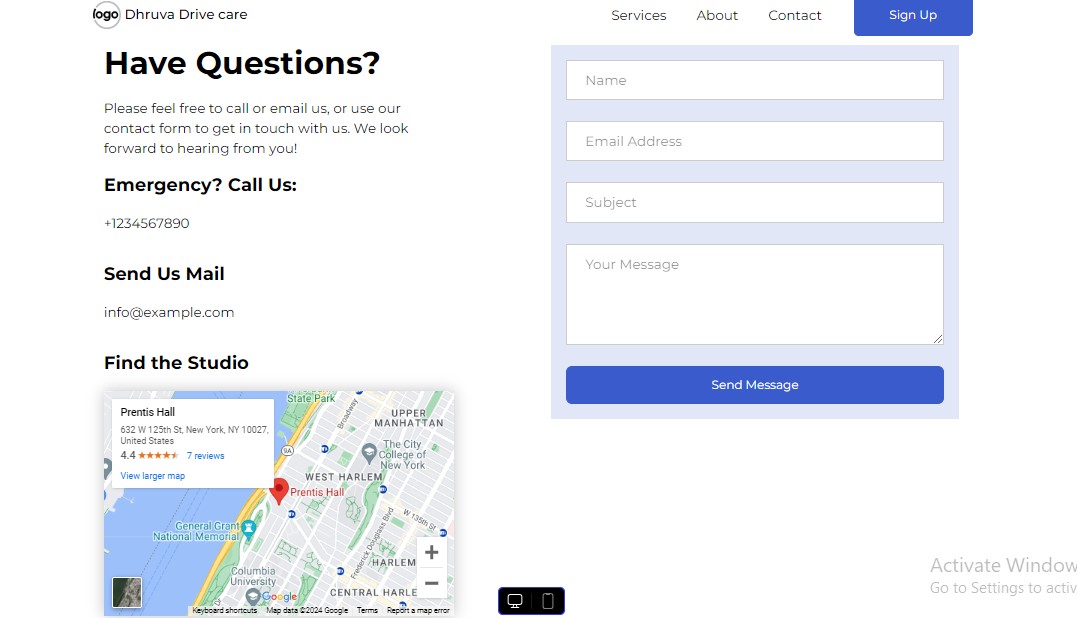 logo Dhruva Drive care
Services About Contact Sign Up
Have Questions?
Please feel free to call or email us, or use our
contact form to get in touch with us. We look
forward to hearing from you!
Emergency? Call Us:
+1234567890
Send Us Mail
info@example.com
Find the Studio
Name
Email Address
Subject
Your Message
Send Message
Prentis Hall
632 W 125th St, New York, NY 10027,
United States
4.4 7 reviews
View larger map
State Park
Broadway
UPPER
MANHATTAN
9A
The City
College of
New York
WEST HARLEM
Prentis Hall
W 135th St
General Grant
National Memorial
Frederick Douglass Blvd
HARLEM
Columbia
University
CENTRAL HARLE
Google
Keyboard shortcuts Map data ©2024 Google Terms Report a map error
Activate Window
Go to Settings to activ